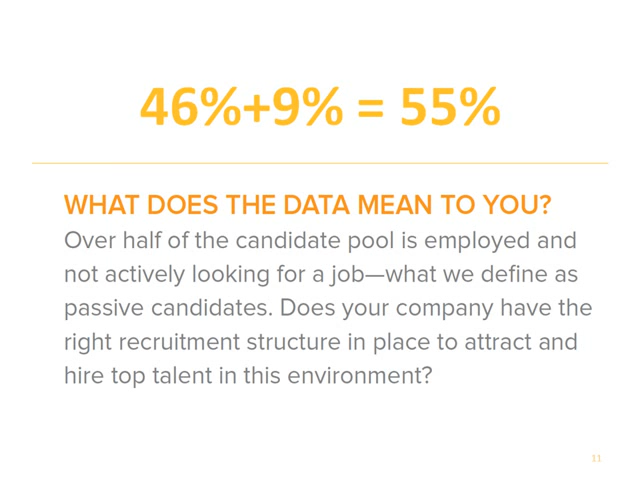 46%+9% = 55%
WHAT DOES THE DATA MEAN TO YOU?
Over half of the candidate pool is employed and
not actively looking for a job—what we define as
passive candidates. Does your company have the
right recruitment structure in place to attract and
hire top talent in this environment?
11